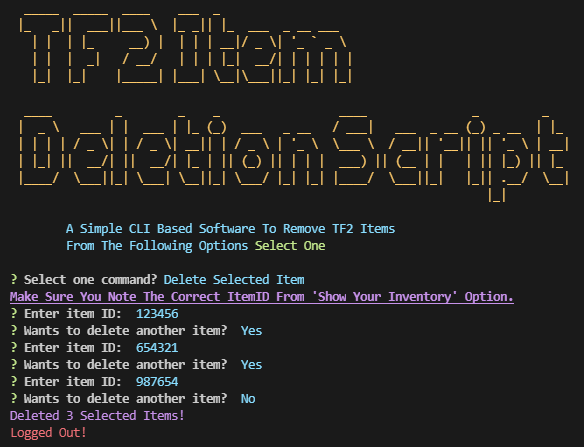 TF2 Item
Deletion Script
A Simple CLI Based Software To Remove TF2 Items
From The Following Options Select One
? Select one command? Delete Selected Item
Make Sure You Note The Correct ItemID From 'Show Your Inventory' Option.
? Enter item ID: 123456
? Wants to delete another item? Yes
? Enter item ID: 654321
? Wants to delete another item? Yes
? Enter item ID: 987654
? Wants to delete another item? No
Deleted 3 Selected Items!
Logged Out!